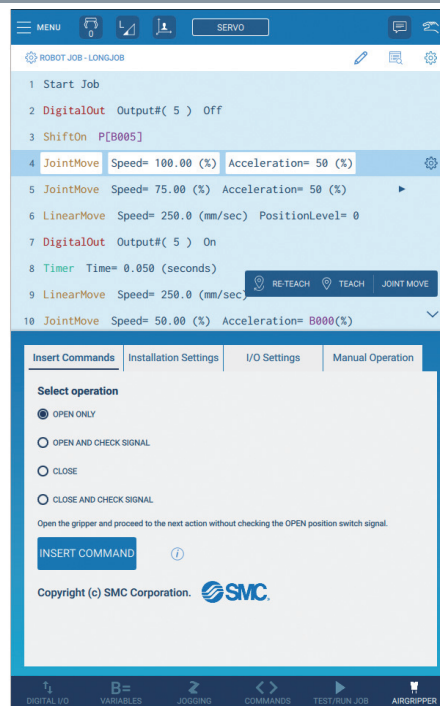 MENU 0 SERVO
ROBOT JOB - LONGJOB
1 Start Job
2 DigitalOut Output#( 5 ) Off
3 ShiftOn P[B005]
4 JointMove Speed= 100.00 (%) Acceleration= 50 (%)
5 JointMove Speed= 75.00 (%) Acceleration= 50 (%)
6 LinearMove Speed= 250.0 (mm/sec) PositionLevel= 0
7 DigitalOut Output#( 5 ) On
8 Timer Time= 0.050 (seconds)
RE-TEACH TEACH JOINT MOVE
9 LinearMove Speed= 250.0 (mm/sec)
10 JointMove Speed= 50.00 (%) Acceleration= B000(%)
Insert Commands Installation Settings I/O Settings Manual Operation
Select operation
OPEN ONLY
OPEN AND CHECK SIGNAL
CLOSE
CLOSE AND CHECK SIGNAL
Open the gripper and proceed to the next action without checking the OPEN position switch signal.
INSERT COMMAND i
Copyright (c) SMC Corporation. SMC.
B=
DIGITAL I/O VARIABLES JOGGING COMMANDS TEST/RUN JOB AIRGRIPPER